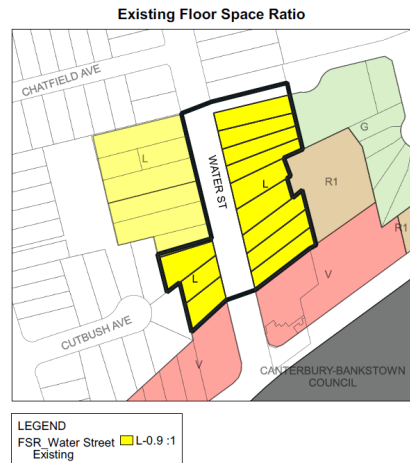 Existing Floor Space Ratio
CHATFIELD AVE
G
L
WATER ST
R1
L
R1
L
V
CUTBUSH AVE
V
CANTERBURY-BANKSTOWN
COUNCIL
LEGEND
FSR_Water Street
Existing
L-0.9 :1